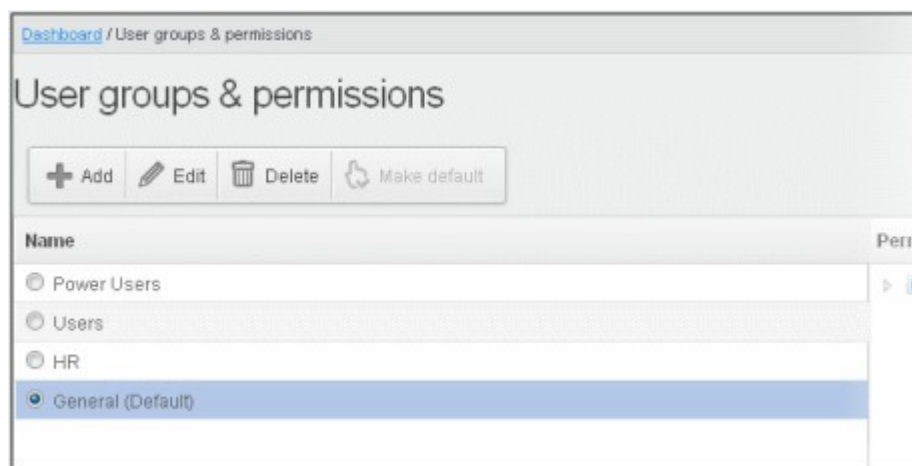 Dashboard / User groups & permissions
User groups & permissions
Add Edit Delete Make default
Name
Power Users
Users
HR
General (Default)